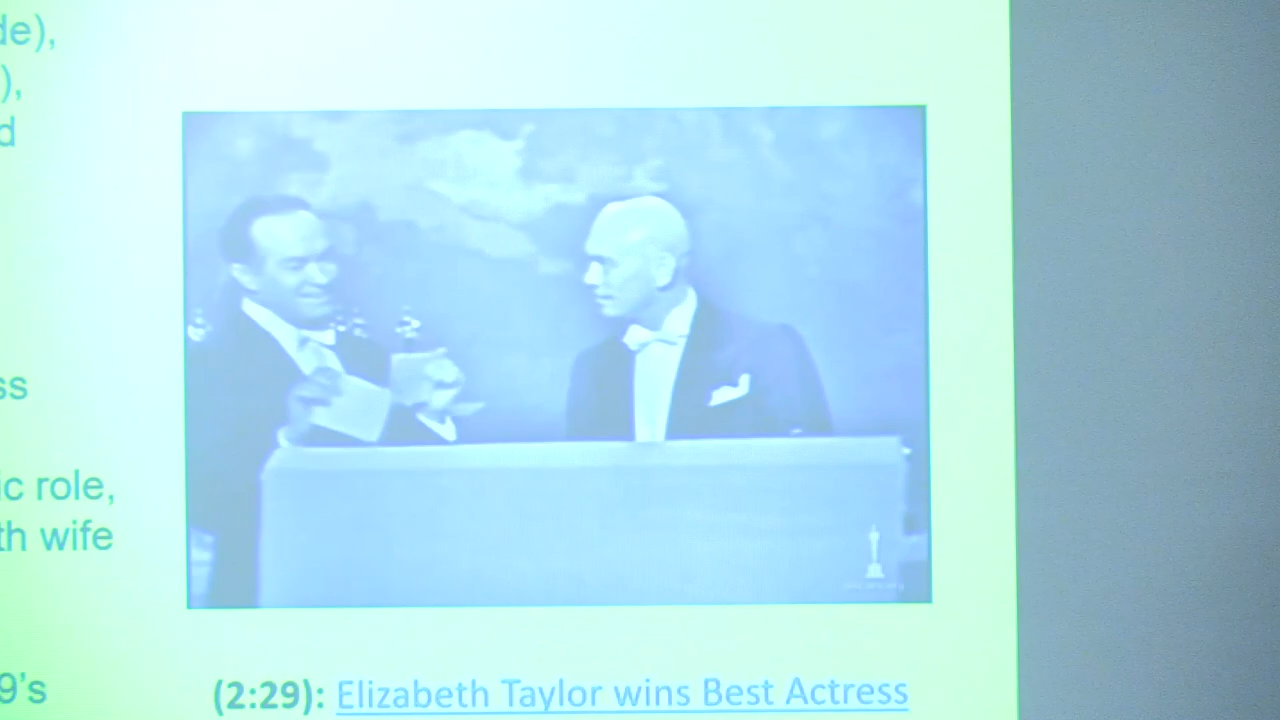 de),
),
d
ss
ic role,
th wife
9's
(2:29): Elizabeth Taylor wins Best Actress